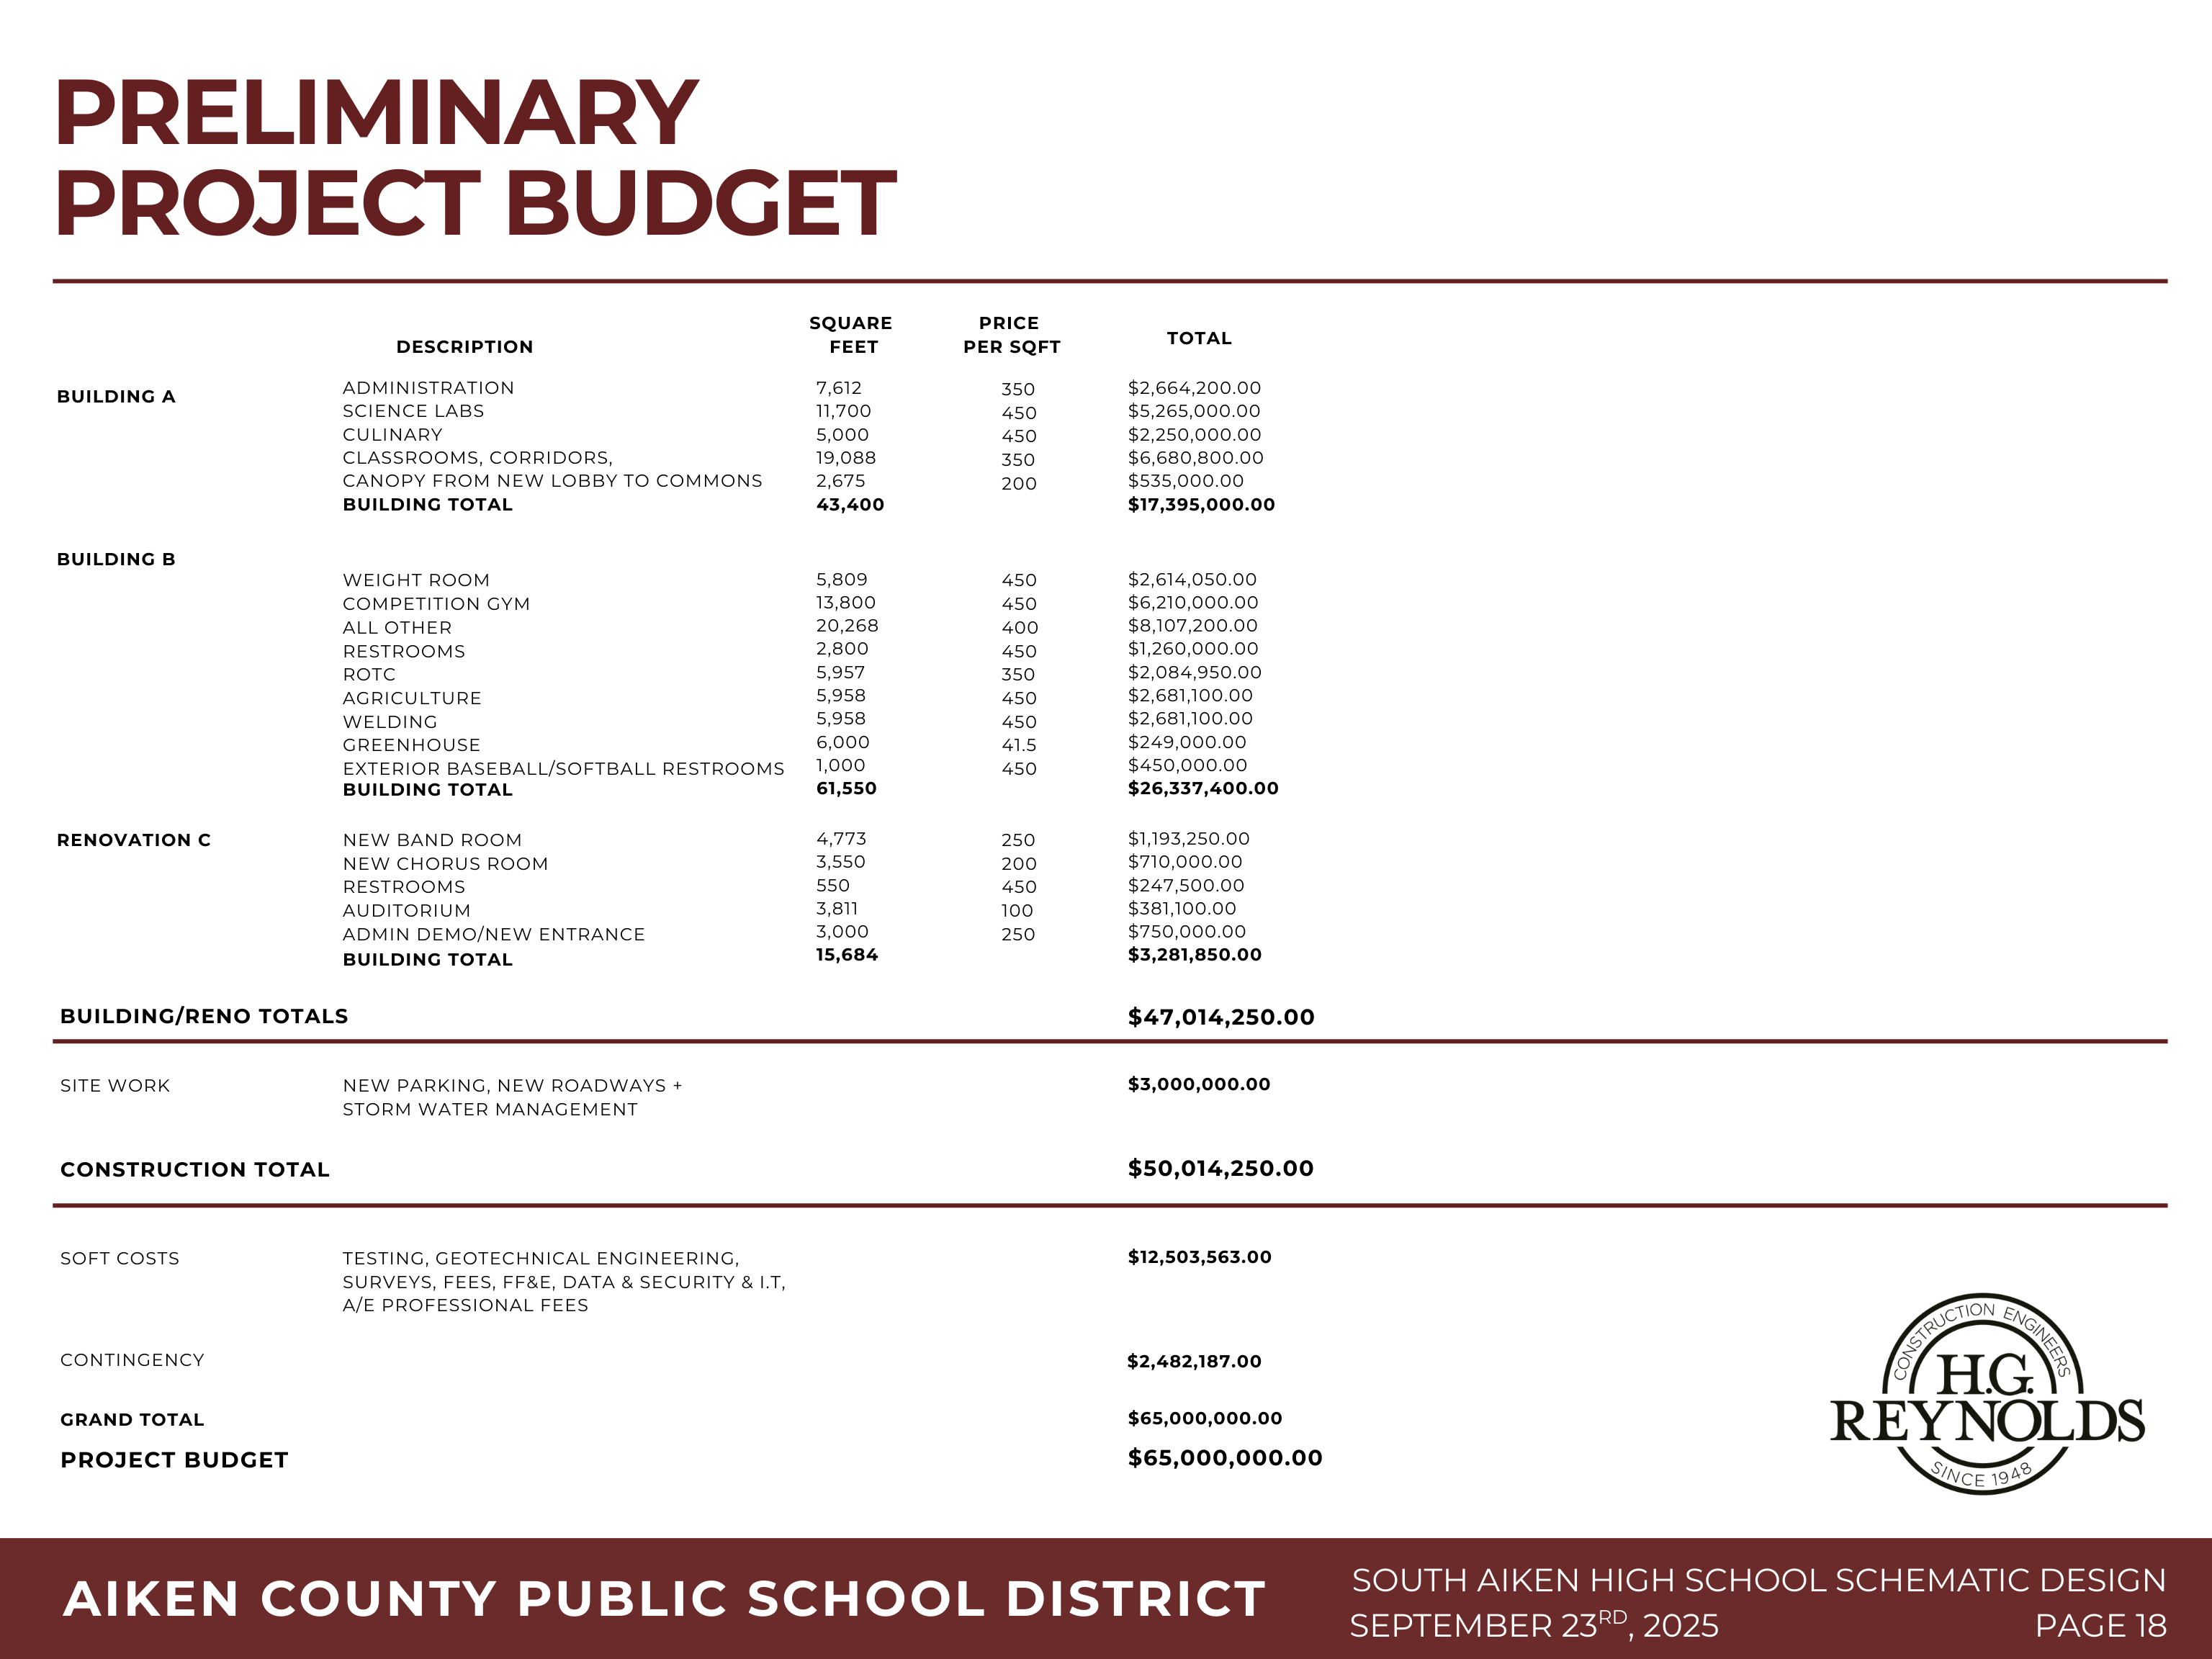 PRELIMINARY
PROJECT BUDGET
DESCRIPTION SQUARE FEET PRICE PER SQFT TOTAL
BUILDING A ADMINISTRATION 7,612 350 $2,664,200.00
SCIENCE LABS 11,700 450 $5,265,000.00
CULINARY 5,000 450 $2,250,000.00
CLASSROOMS, CORRIDORS, 19,088 350 $6,680,800.00
CANOPY FROM NEW LOBBY TO COMMONS 2,675 200 $535,000.00
BUILDING TOTAL 43,400 $17,395,000.00
BUILDING B
WEIGHT ROOM 5,809 450 $2,614,050.00
COMPETITION GYM 13,800 450 $6,210,000.00
ALL OTHER 20,268 400 $8,107,200.00
RESTROOMS 2,800 450 $1,260,000.00
ROTC 5,957 350 $2,084,950.00
AGRICULTURE 5,958 450 $2,681,100.00
WELDING 5,958 450 $2,681,100.00
GREENHOUSE 6,000 41.5 $249,000.00
EXTERIOR BASEBALL/SOFTBALL RESTROOMS 1,000 450 $450,000.00
BUILDING TOTAL 61,550 $26,337,400.00
RENOVATION C NEW BAND ROOM 4,773 250 $1,193,250.00
NEW CHORUS ROOM 3,550 200 $710,000.00
RESTROOMS 550 450 $247,500.00
AUDITORIUM 3,811 100 $381,100.00
ADMIN DEMO/NEW ENTRANCE 3,000 250 $750,000.00
BUILDING TOTAL 15,684 $3,281,850.00
BUILDING/RENO TOTALS $47,014,250.00
SITE WORK NEW PARKING, NEW ROADWAYS + $3,000,000.00
STORM WATER MANAGEMENT
CONSTRUCTION TOTAL $50,014,250.00
SOFT COSTS TESTING, GEOTECHNICAL ENGINEERING, $12,503,563.00
SURVEYS, FEES, FF&E, DATA & SECURITY & I.T,
A/E PROFESSIONAL FEES
CONTINGENCY $2,482,187.00
GRAND TOTAL $65,000,000.00
PROJECT BUDGET $65,000,000.00
CONSTRUCTION ENGINEERS
H.G.
REYNOLDS
SINCE 1948
AIKEN COUNTY PUBLIC SCHOOL DISTRICT
SOUTH AIKEN HIGH SCHOOL SCHEMATIC DESIGN
SEPTEMBER 23RD, 2025 PAGE 18